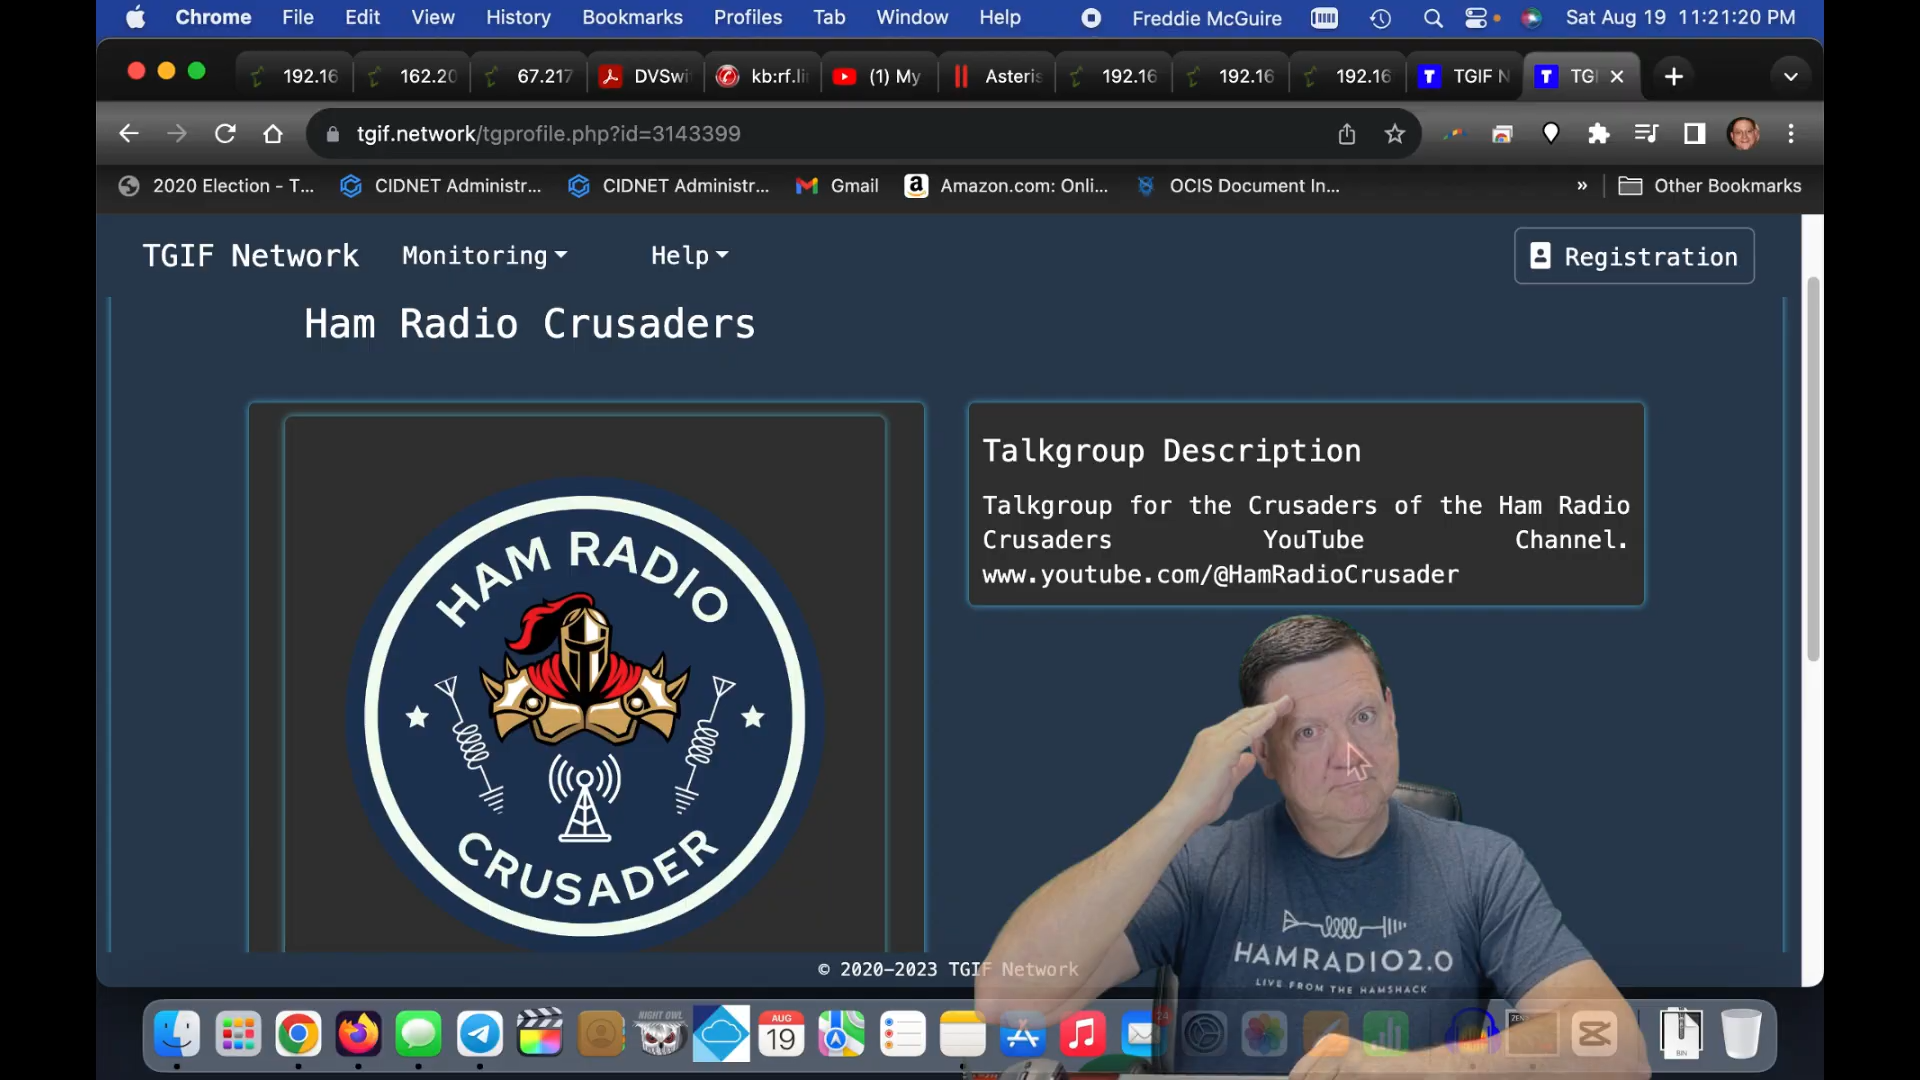 Chrome File Edit View History Bookmarks Profiles Tab Window Help Freddie McGuire Sat Aug 19 11:21:20 PM
192.16 162.20 67.217 DVSwi kb:rf.li (1) My Asteris 192.16 192.16 192.16 TGIF N TGI
tgif.network/tgprofile.php?id=3143399
2020 Election - T... CIDNET Administr... CIDNET Administr... Gmail Amazon.com: Onli... OCIS Document In... » Other Bookmarks
TGIF Network Monitoring Help Registration
Ham Radio Crusaders
HAM RADIO
CRUSADER
Talkgroup Description
Talkgroup for the Crusaders of the Ham Radio
Crusaders YouTube Channel.
www.youtube.com/@HamRadioCrusader
HAMRADIO2.0
LIVE FROM THE HAMSHACK
© 2020-2023 TGIF Network
NIGHT OWL
AUG
19
24
BIN